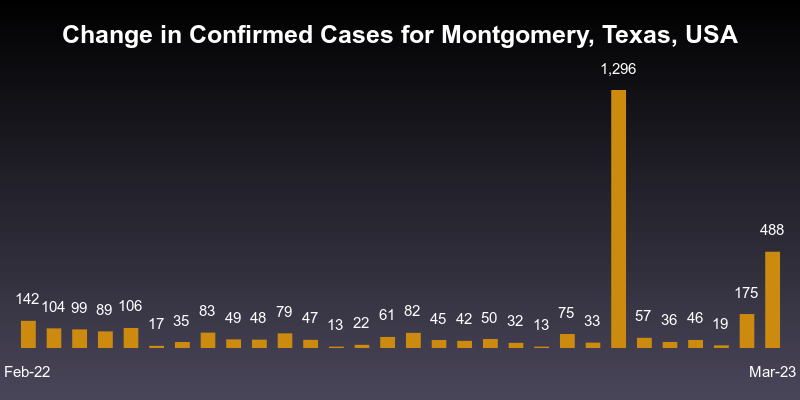 Change in Confirmed Cases for Montgomery, Texas, USA
142 104 99 89 106 17 35 83 49 48 79 47 13 22 61 82 45 42 50 32 13 75 33 1,296 57 36 46 19 175 488
Feb-22 Mar-23